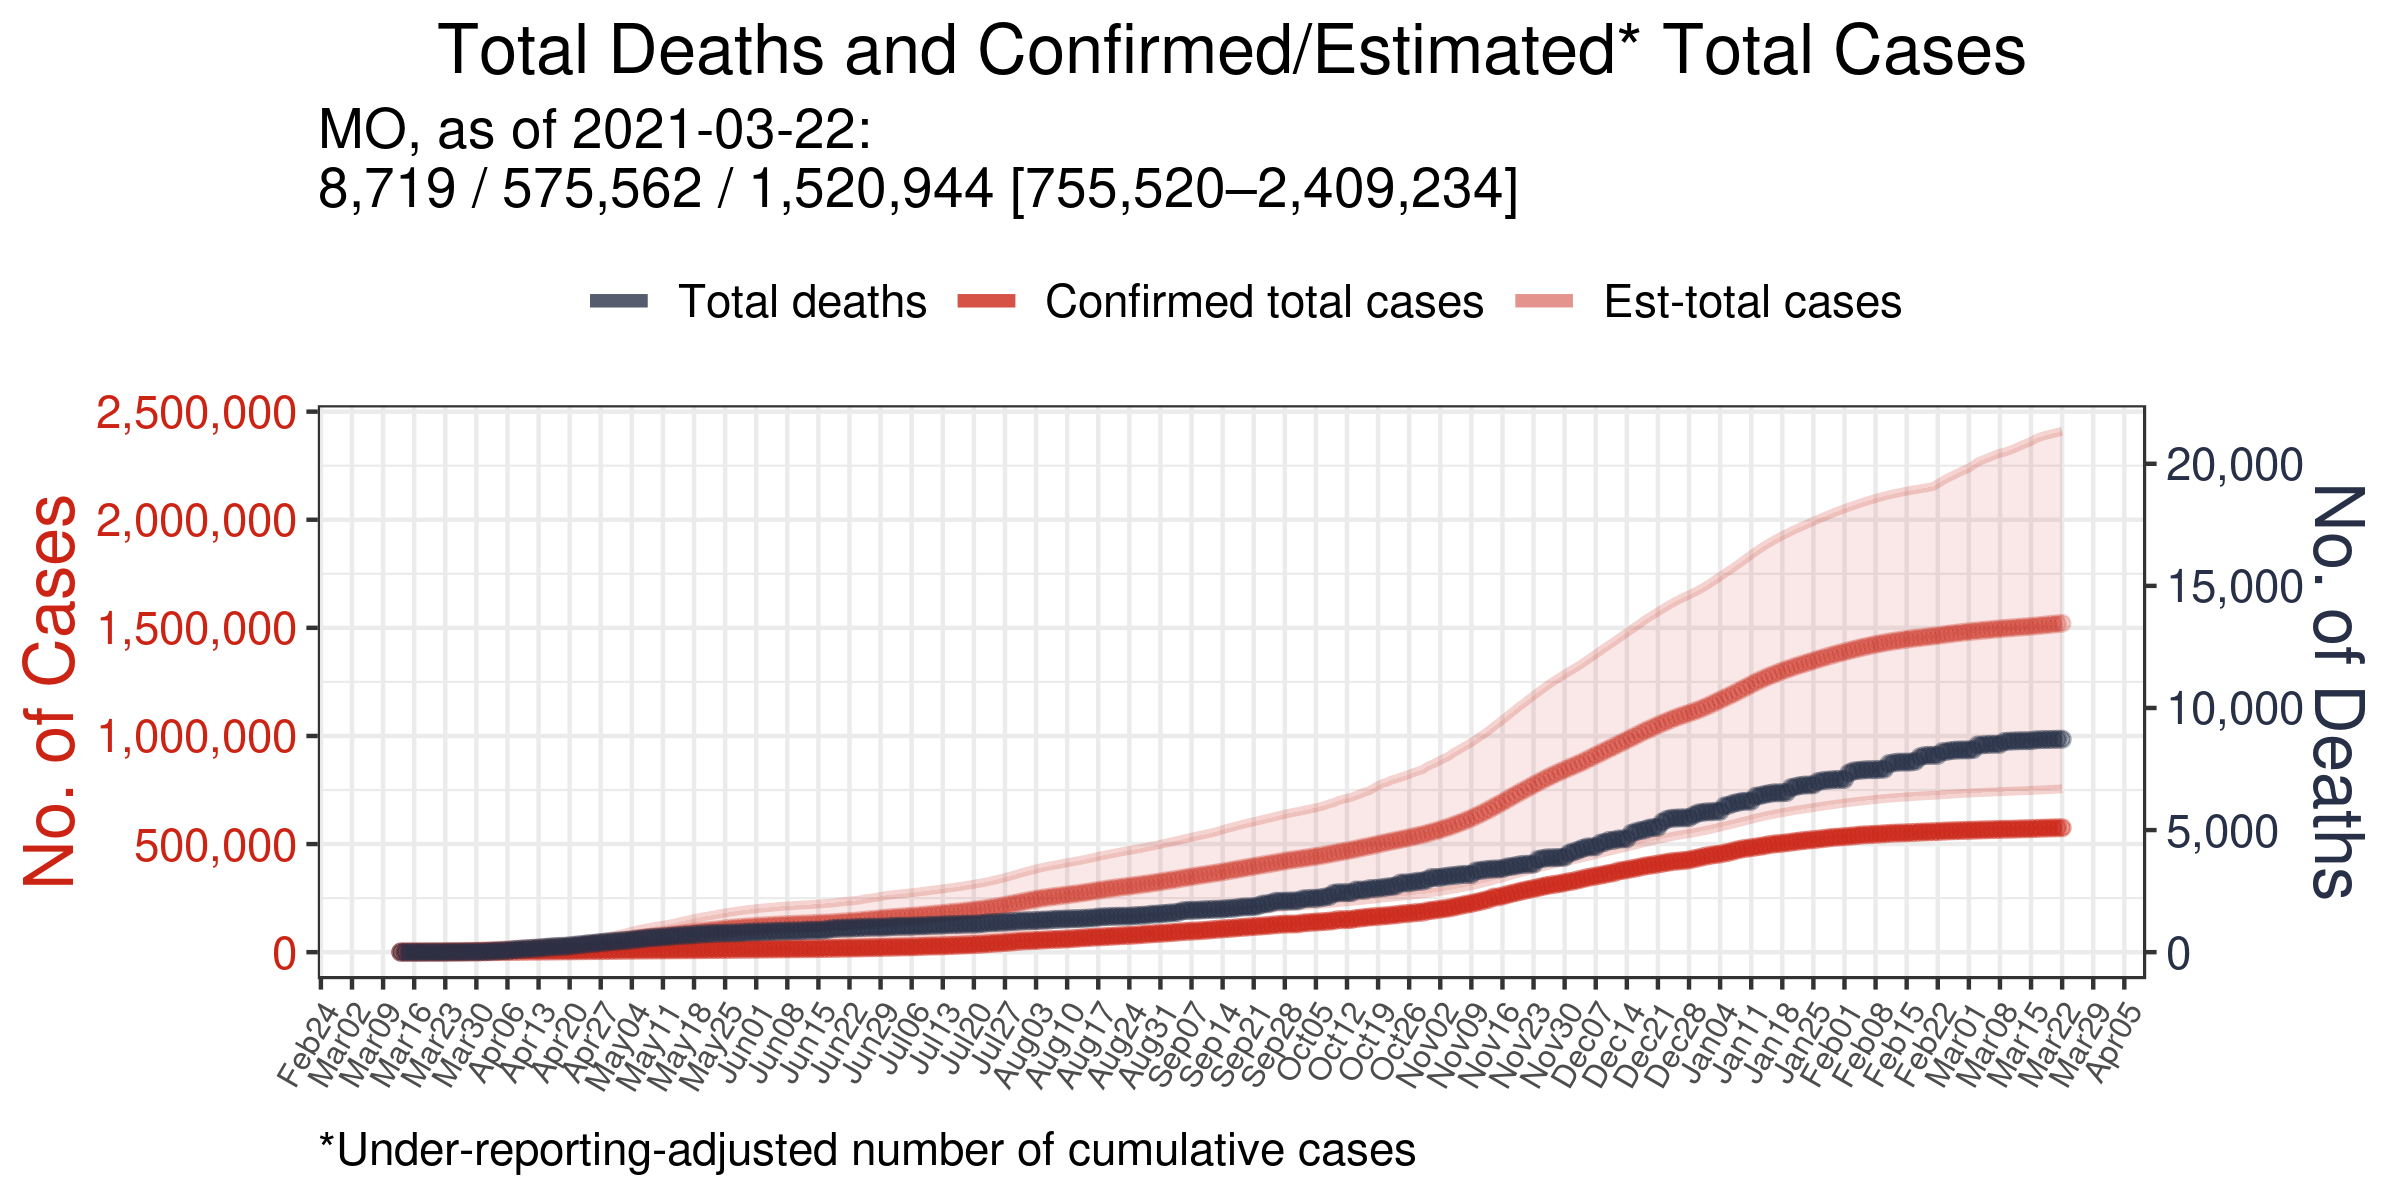 Total Deaths and Confirmed/Estimated* Total Cases
MO, as of 2021-03-22:
8,719 / 575,562 / 1,520,944 [755,520–2,409,234]
Total deaths
Confirmed total cases
Est-total cases
No. of Cases
2,500,000
2,000,000
1,500,000
1,000,000
500,000
0
20,000
15,000
10,000
5,000
0
No. of Deaths
Feb24
Mar02
Mar09
Mar16
Mar23
Mar30
Apr06
Apr13
Apr20
Apr27
May04
May11
May18
May25
Jun01
Jun08
Jun15
Jun22
Jun29
Jul06
Jul13
Jul20
Jul27
Aug03
Aug10
Aug17
Aug24
Aug31
Sep07
Sep14
Sep21
Sep28
Oct05
Oct12
Oct19
Oct26
Nov02
Nov09
Nov16
Nov23
Nov30
Dec07
Dec14
Dec21
Dec28
Jan04
Jan11
Jan18
Jan25
Feb01
Feb08
Feb15
Feb22
Mar01
Mar08
Mar15
Mar22
Mar29
Apr05
*Under-reporting-adjusted number of cumulative cases